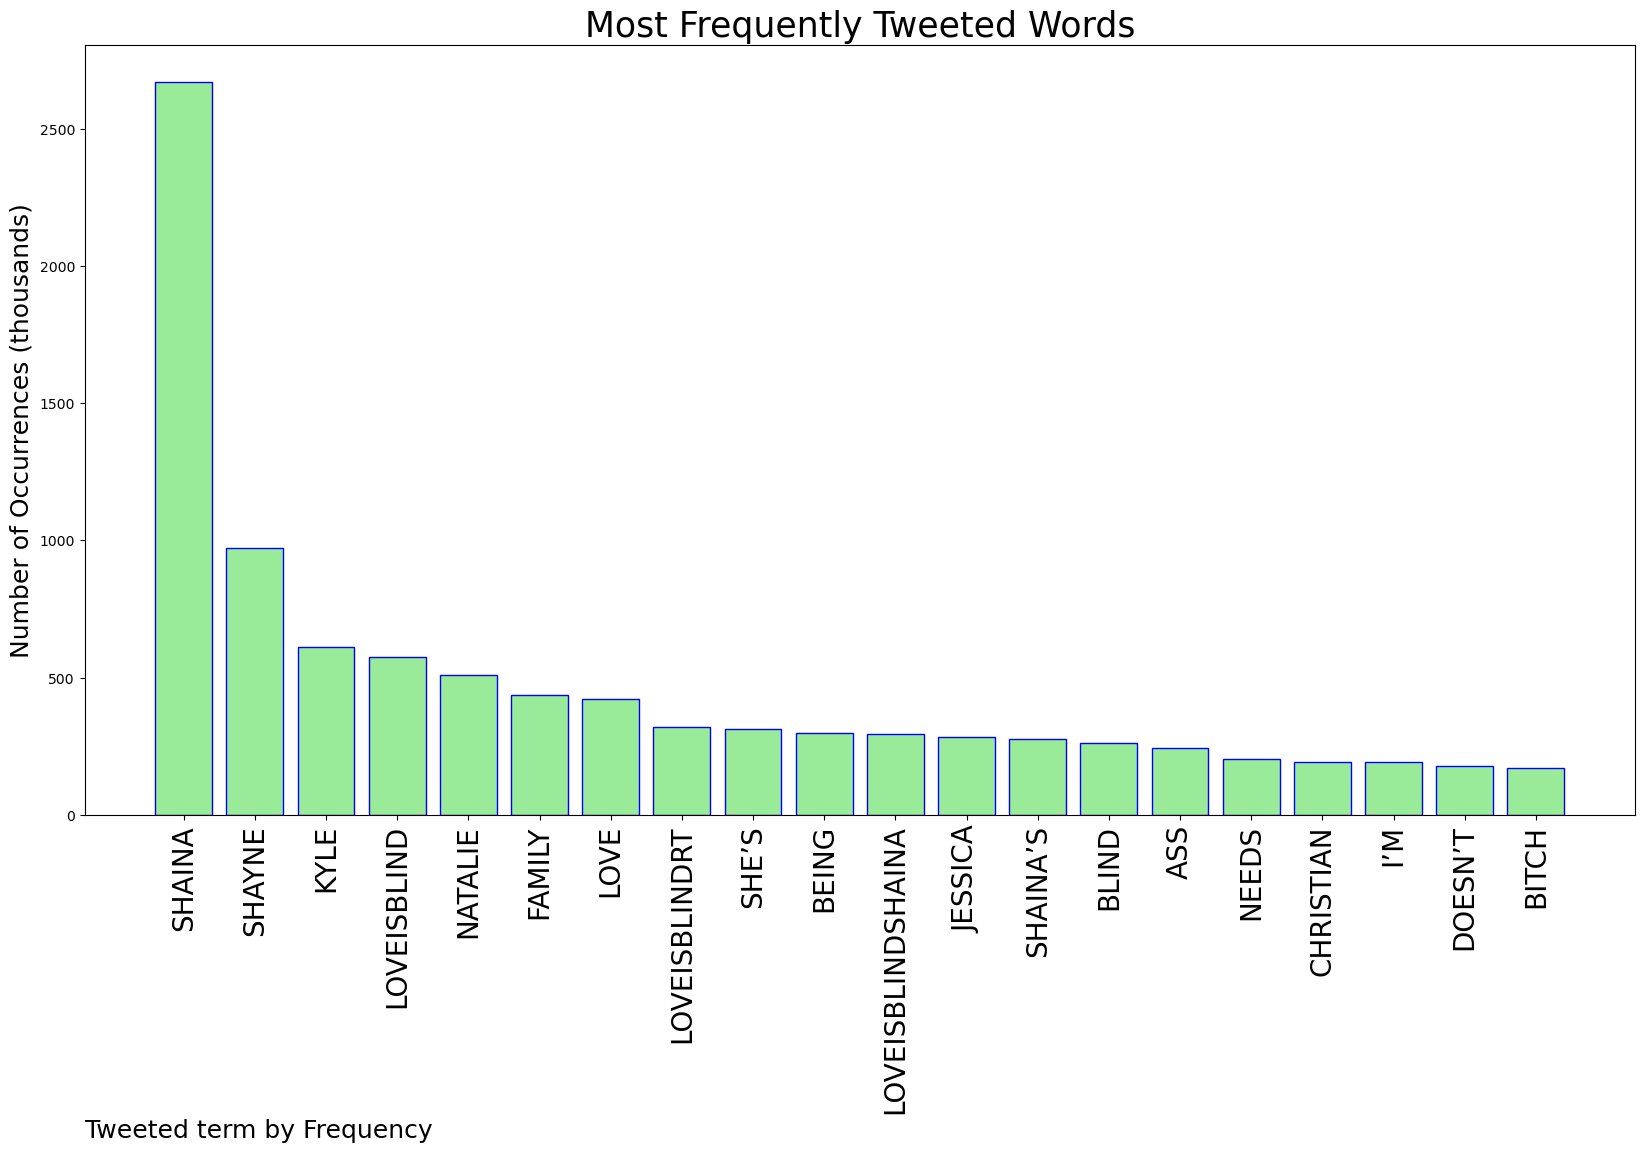 Most Frequently Tweeted Words
Number of Occurrences (thousands)
2500
2000
1500
1000
500
0
SHAINA
SHAYNE
KYLE
LOVEISBLIND
NATALIE
FAMILY
LOVE
LOVEISBLINDRT
SHE’S
BEING
LOVEISBLINDSHAINA
JESSICA
SHAINA’S
BLIND
ASS
NEEDS
CHRISTIAN
I’M
DOESN’T
BITCH
Tweeted term by Frequency